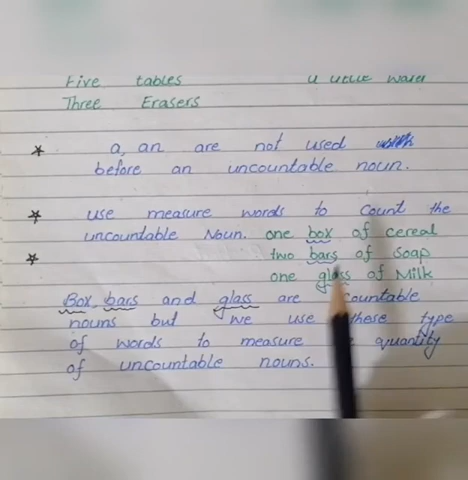 Five tables
a little water
Three Erasers
a, an are not used
before an uncountable noun.
use measure words to count the
uncountable Noun. one box of cereal
two bars of soap
one glass of Milk
Box, bars and glass are countable
nouns but we use these type
of words to measure quantity
of uncountable nouns.